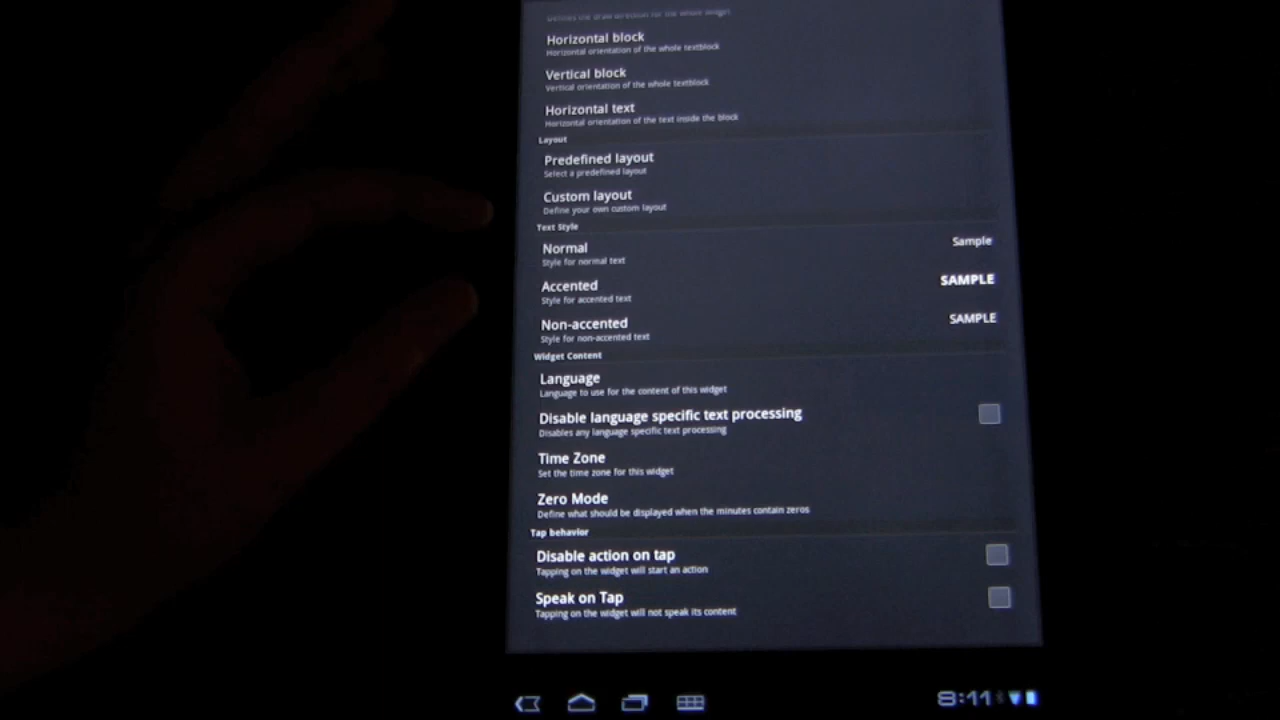 Defines the draw direction for the whole widget
Horizontal block
Horizontal orientation of the whole textblock
Vertical block
Vertical orientation of the whole textblock
Horizontal text
Horizontal orientation of the text inside the block
Layout
Predefined layout
Select a predefined layout
Custom layout
Define your own custom layout
Text Style
Normal
Sample
Style for normal text
Accented
SAMPLE
Style for accented text
Non-accented
SAMPLE
Style for non-accented text
Widget Content
Language
Language to use for the content of this widget
Disable language specific text processing
Disables any language specific text processing
Time Zone
Set the time zone for this widget
Zero Mode
Define what should be displayed when the minutes contain zeros
Tap behavior
Disable action on tap
Tapping on the widget will start an action
Speak on Tap
Tapping on the widget will not speak its content
8:11